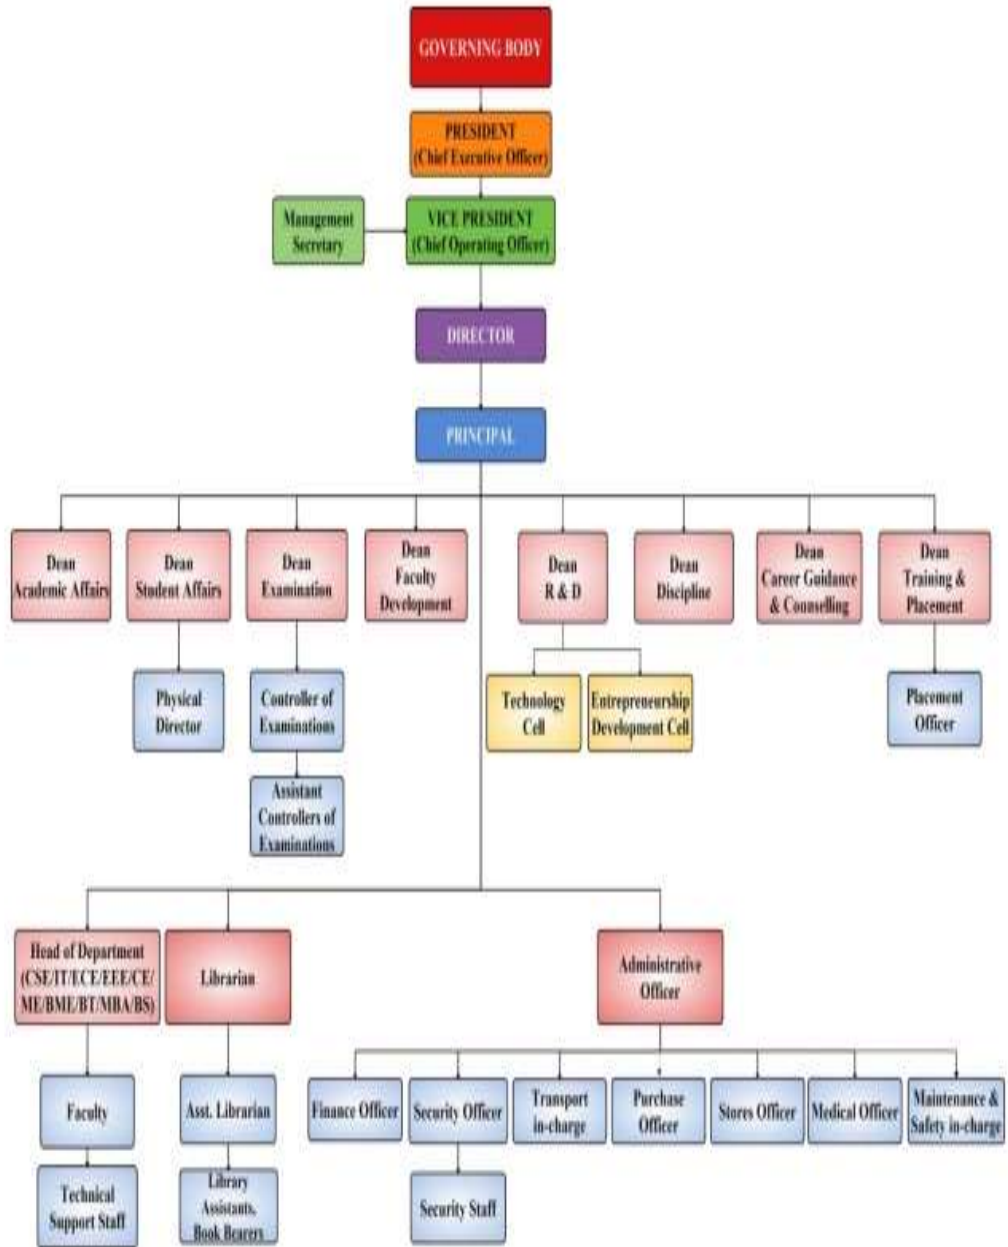 GOVERNING BODY
PRESIDENT
(Chief Executive Officer)
Management
Secretary
VICE PRESIDENT
(Chief Operating Officer)
DIRECTOR
PRINCIPAL
Dean
Academic Affairs
Dean
Student Affairs
Dean
Examination
Dean
Faculty
Development
Dean
R & D
Dean
Discipline
Dean
Career Guidance
& Counselling
Dean
Training &
Placement
Physical
Director
Controller of
Examinations
Technology
Cell
Entrepreneurship
Development Cell
Placement
Officer
Assistant
Controllers of
Examinations
Head of Department
(CSE/IT/ECE/EEE/CE/
ME/BME/BT/MBA/BS)
Librarian
Administrative
Officer
Faculty
Asst. Librarian
Finance Officer
Security Officer
Transport
in-charge
Purchase
Officer
Stores Officer
Medical Officer
Maintenance &
Safety in-charge
Technical
Support Staff
Library
Assistants,
Book Bearers
Security Staff